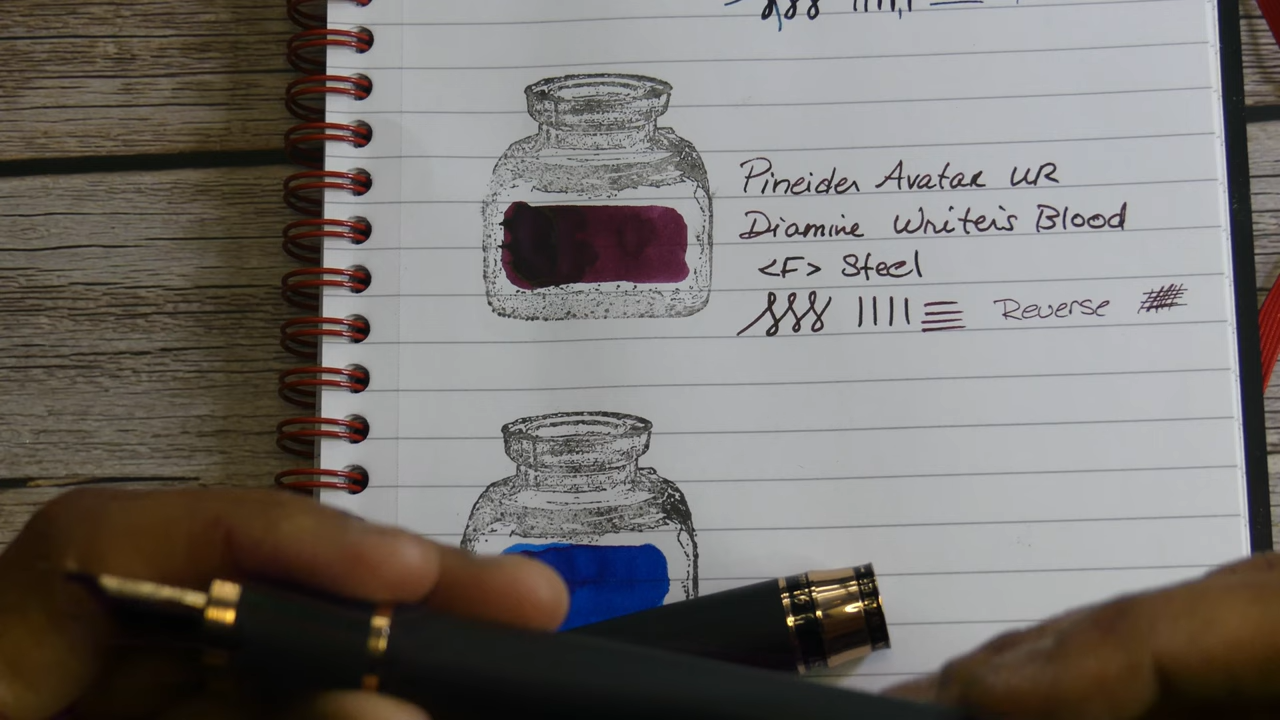 Pineider Avatar UR
Diamine Writer's Blood
<F> Steel
Reverse